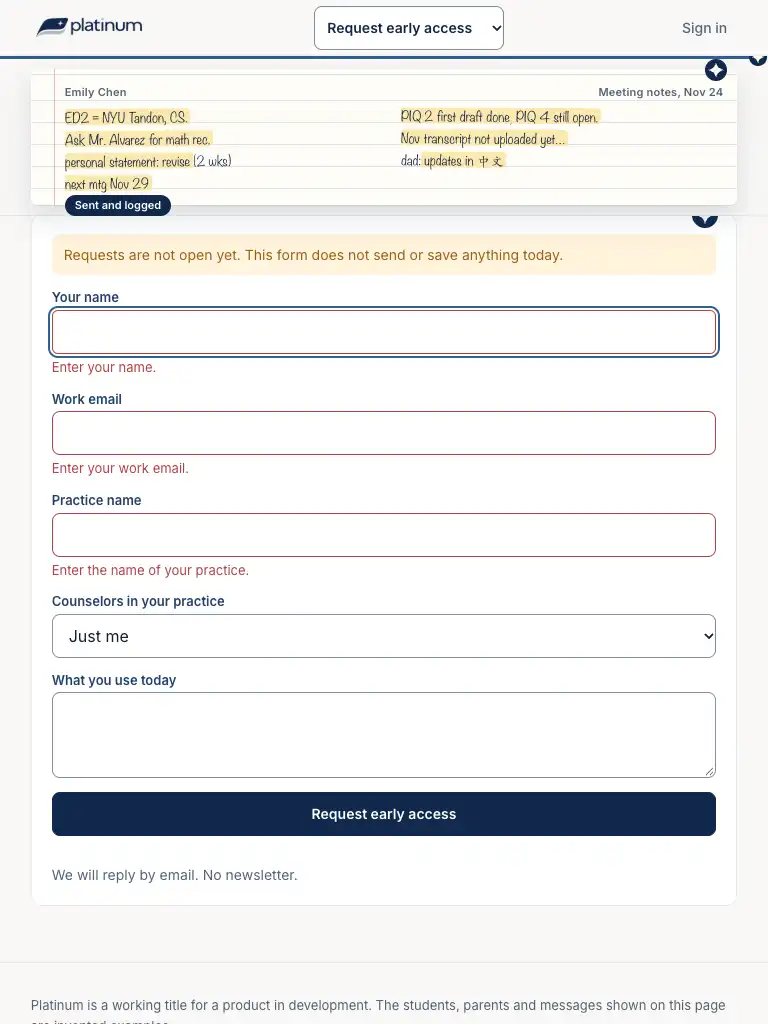 platinum
Request early access
Sign in
Emily Chen
Meeting notes, Nov 24
ED2 = NYU Tandon, CS.
Ask Mr. Alvarez for math rec.
personal statement: revise (2 wks)
next mtg Nov 29
PIQ 2 first draft done, PIQ 4 still open.
Nov transcript not uploaded yet...
dad: updates in 中文
Sent and logged
Requests are not open yet. This form does not send or save anything today.
Your name
Enter your name.
Work email
Enter your work email.
Practice name
Enter the name of your practice.
Counselors in your practice
Just me
What you use today
Request early access
We will reply by email. No newsletter.
Platinum is a working title for a product in development. The students, parents and messages shown on this page
are invented examples